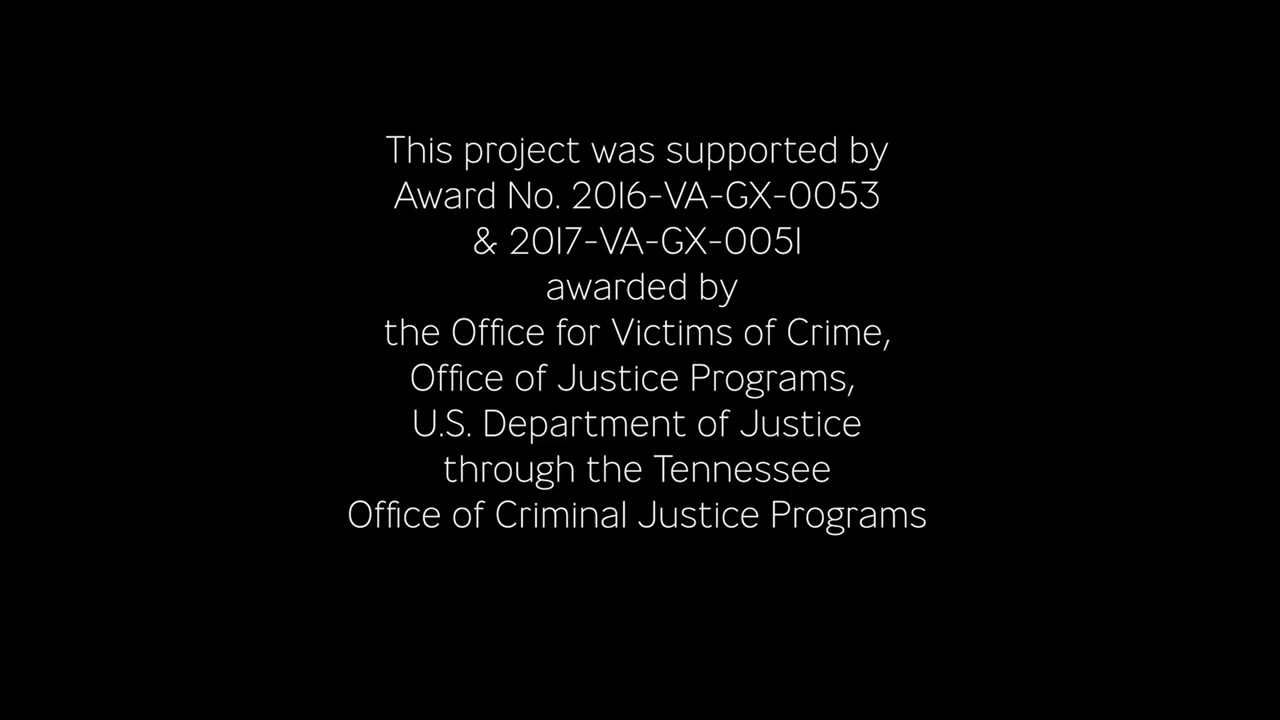 This project was supported by
Award No. 2016-VA-GX-0053
& 2017-VA-GX-0051
awarded by
the Office for Victims of Crime,
Office of Justice Programs,
U.S. Department of Justice
through the Tennessee
Office of Criminal Justice Programs